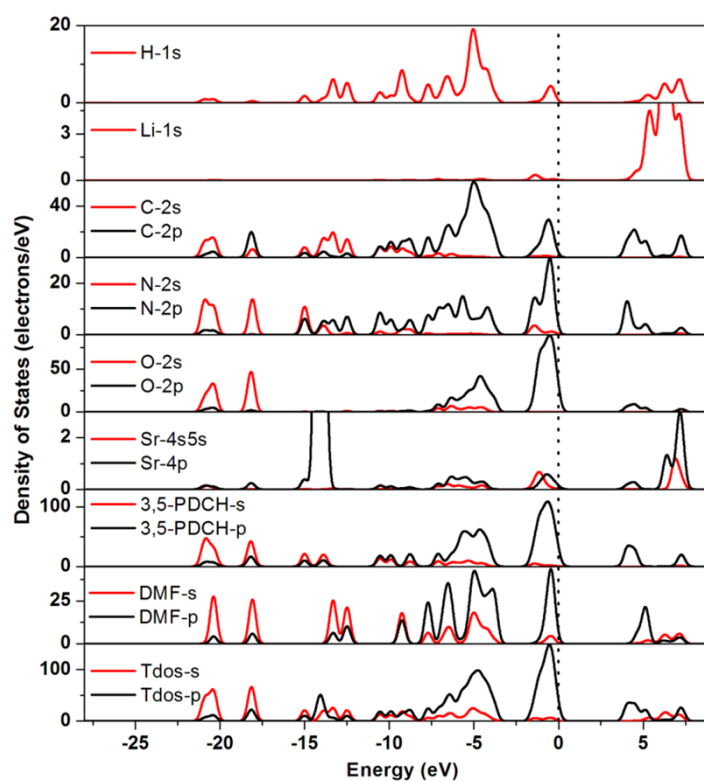 20
H-1s
0
3
Li-1s
0
40
C-2s
C-2p
0
20
N-2s
N-2p
0
50
O-2s
O-2p
0
2
Sr-4s5s
Sr-4p
0
100
3,5-PDCH-s
3,5-PDCH-p
0
25
DMF-s
DMF-p
0
100
Tdos-s
Tdos-p
0
Density of States (electrons/eV)
-25 -20 -15 -10 -5 0 5
Energy (eV)